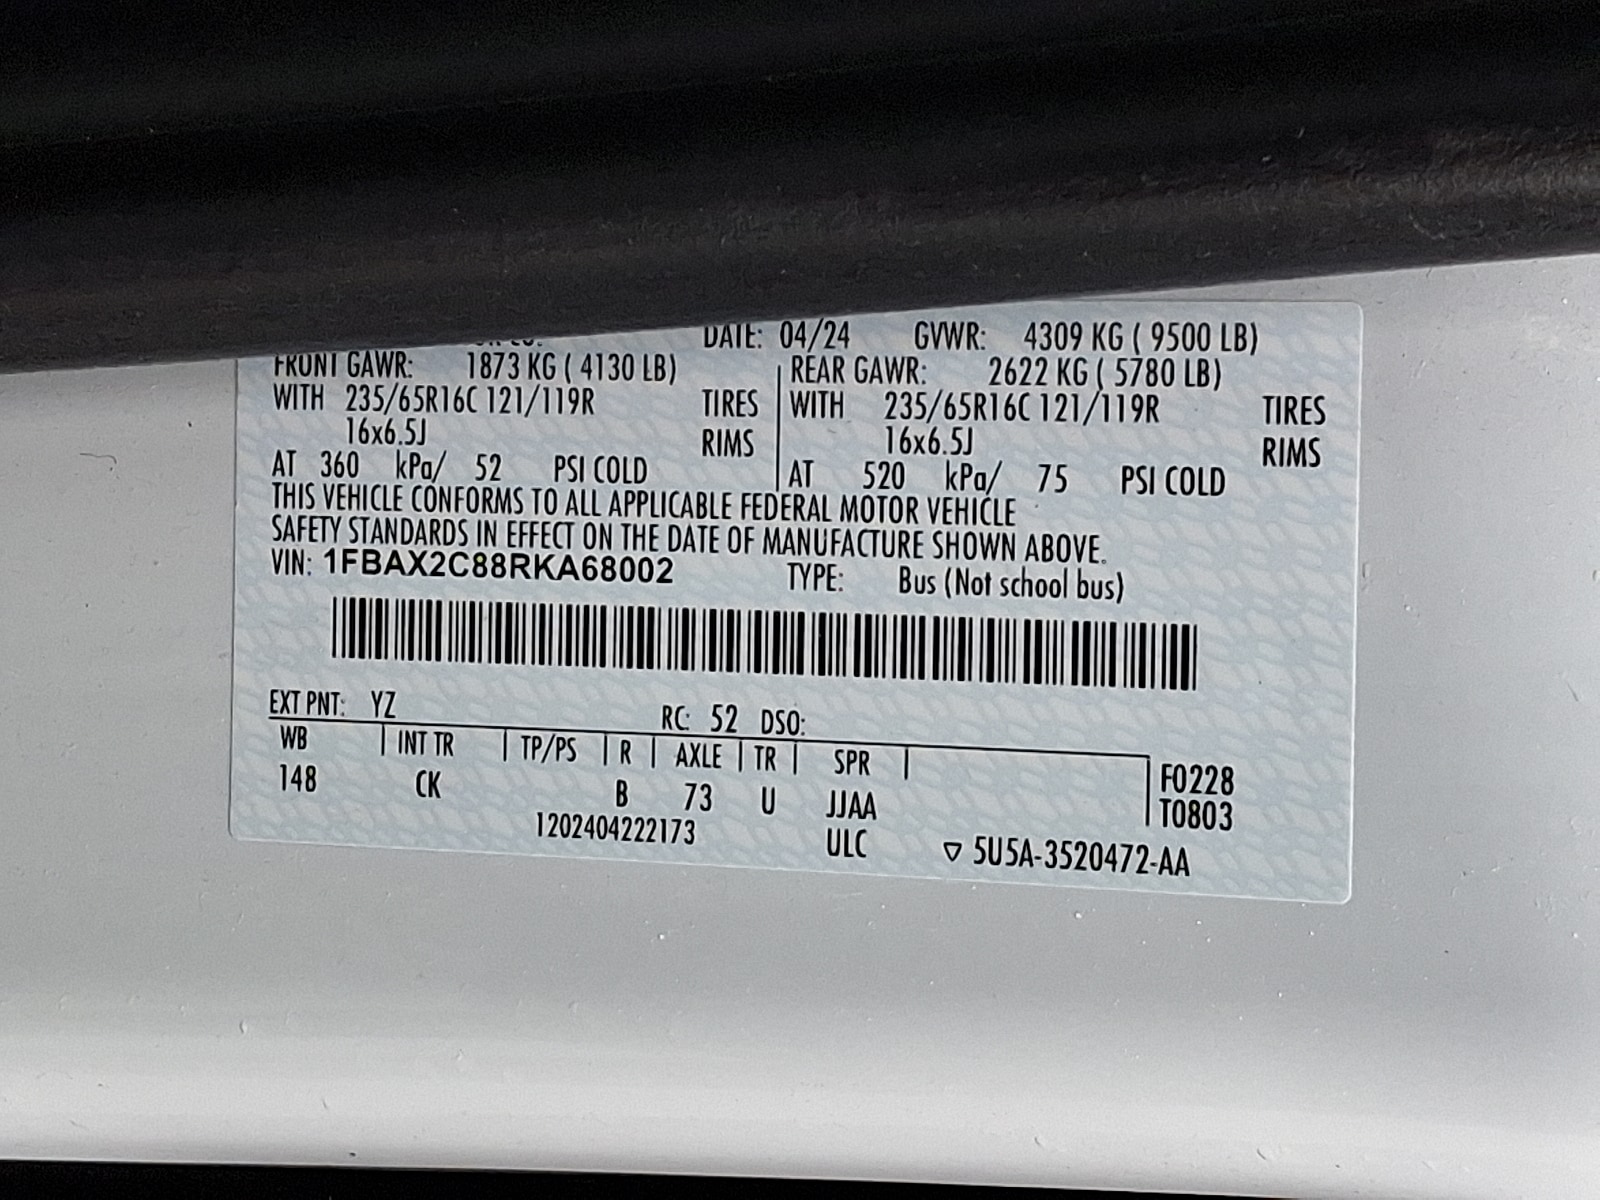 DATE: 04/24 GVWR: 4309 KG ( 9500 LB)
FRONT GAWR: 1873 KG ( 4130 LB) REAR GAWR: 2622 KG ( 5780 LB)
WITH 235/65R16C 121/119R TIRES WITH 235/65R16C 121/119R TIRES
16x6.5J RIMS 16x6.5J RIMS
AT 360 kPa/ 52 PSI COLD AT 520 kPa/ 75 PSI COLD
THIS VEHICLE CONFORMS TO ALL APPLICABLE FEDERAL MOTOR VEHICLE
SAFETY STANDARDS IN EFFECT ON THE DATE OF MANUFACTURE SHOWN ABOVE.
VIN: 1FBAX2C88RKA68002 TYPE: Bus (Not school bus)
EXT PNT: YZ RC: 52 DSO:
WB INT TR TP/PS R AXLE TR SPR F0228
148 CK B 73 U JJAA T0803
1202404222173 ULC ▽ 5U5A-3520472-AA